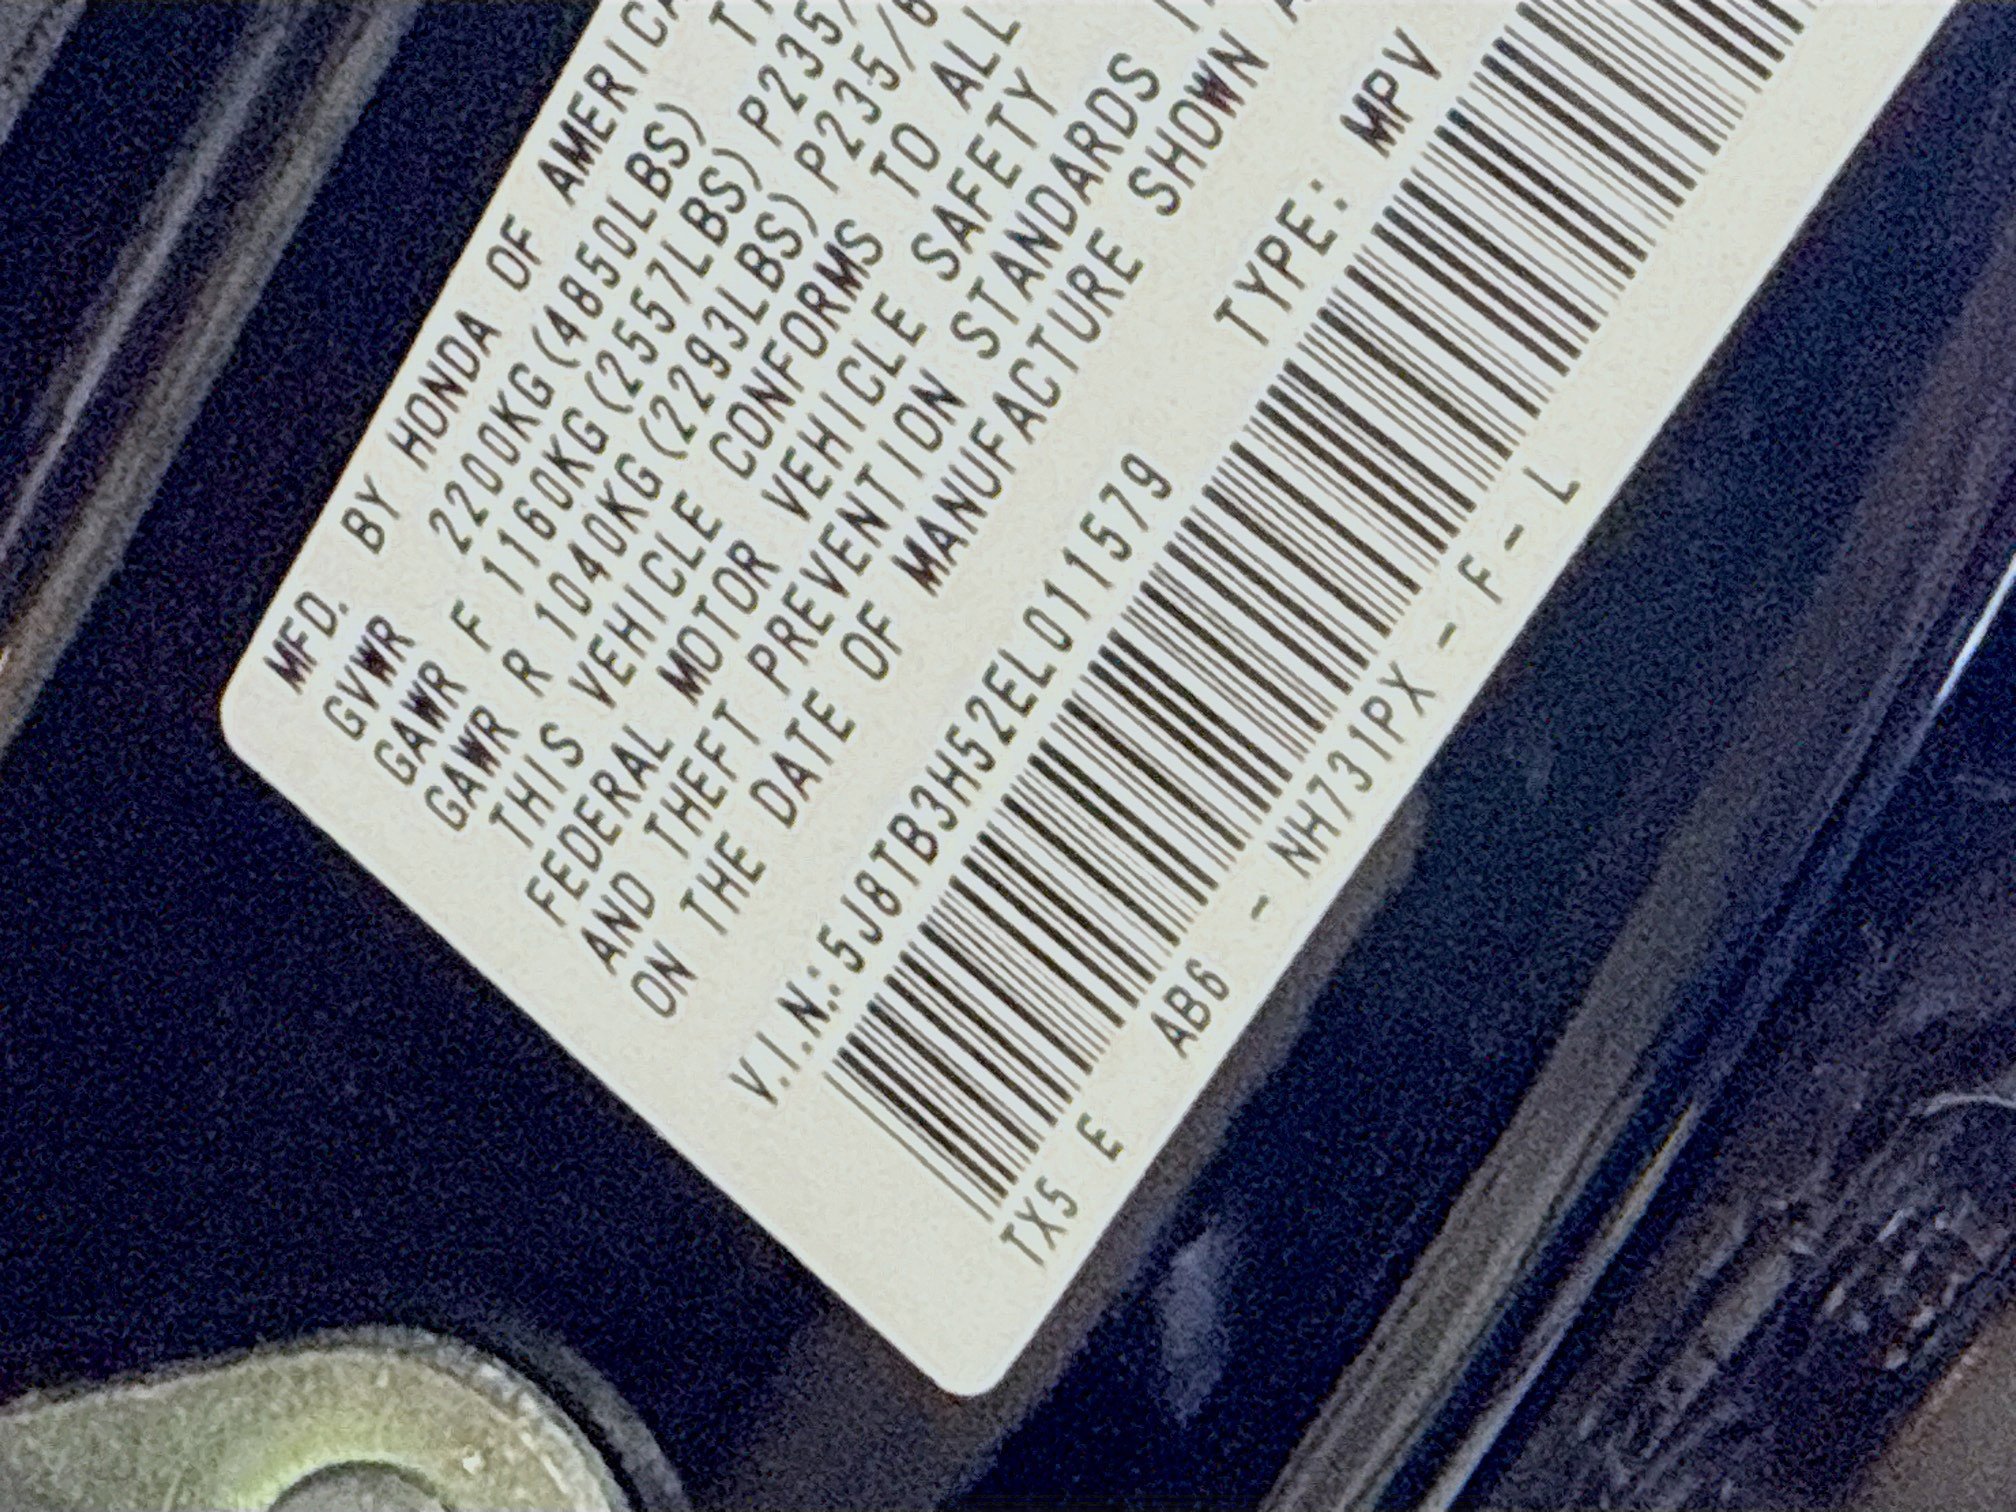 MFD. BY HONDA OF AMERICA
GVWR 2200KG(4850LBS)
GAWR F 1160KG(2557LBS) P235/
GAWR R 1040KG(2293LBS) P235/6
THIS VEHICLE CONFORMS TO ALL
FEDERAL MOTOR VEHICLE SAFETY
AND THEFT PREVENTION STANDARDS
ON THE DATE OF MANUFACTURE SHOWN
V.I.N.:5J8TB3H52EL011579 TYPE: MPV
TX5 E AB6 - NH731PX - F - L